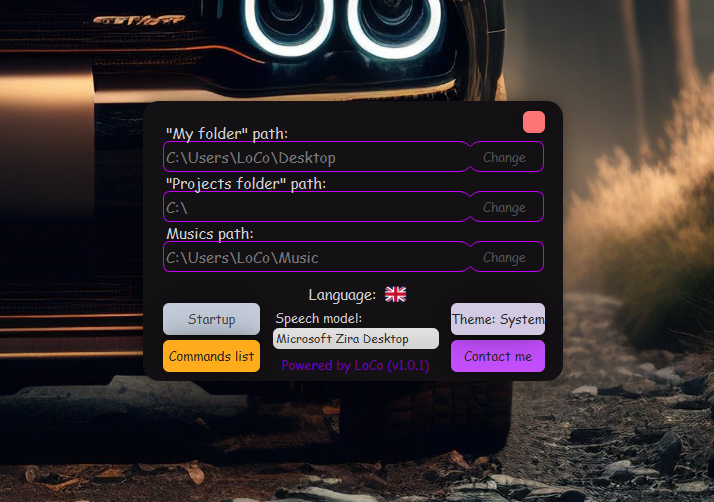 "My folder" path:
C:\Users\LoCo\Desktop
Change
"Projects folder" path:
C:\
Change
Musics path:
C:\Users\LoCo\Music
Change
Language:
Startup
Speech model:
Theme: System
Microsoft Zira Desktop
Commands list
Contact me
Powered by LoCo (v1.0.1)